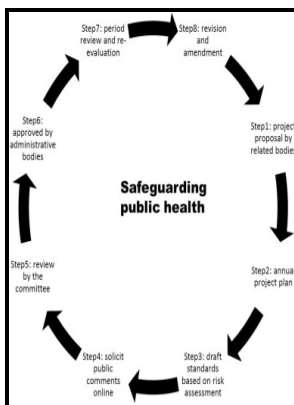 Step7: period
review and re-
evaluation
Step8: revision
and
amendment
Step1: project
proposal by
related bodies
Step2: annual
project plan
Step3: draft
standards
based on risk
assessment
Step4: solicit
public
comments
online
Step5: review
by the
committee
Step6:
approved by
administrative
bodies
Safeguarding
public health